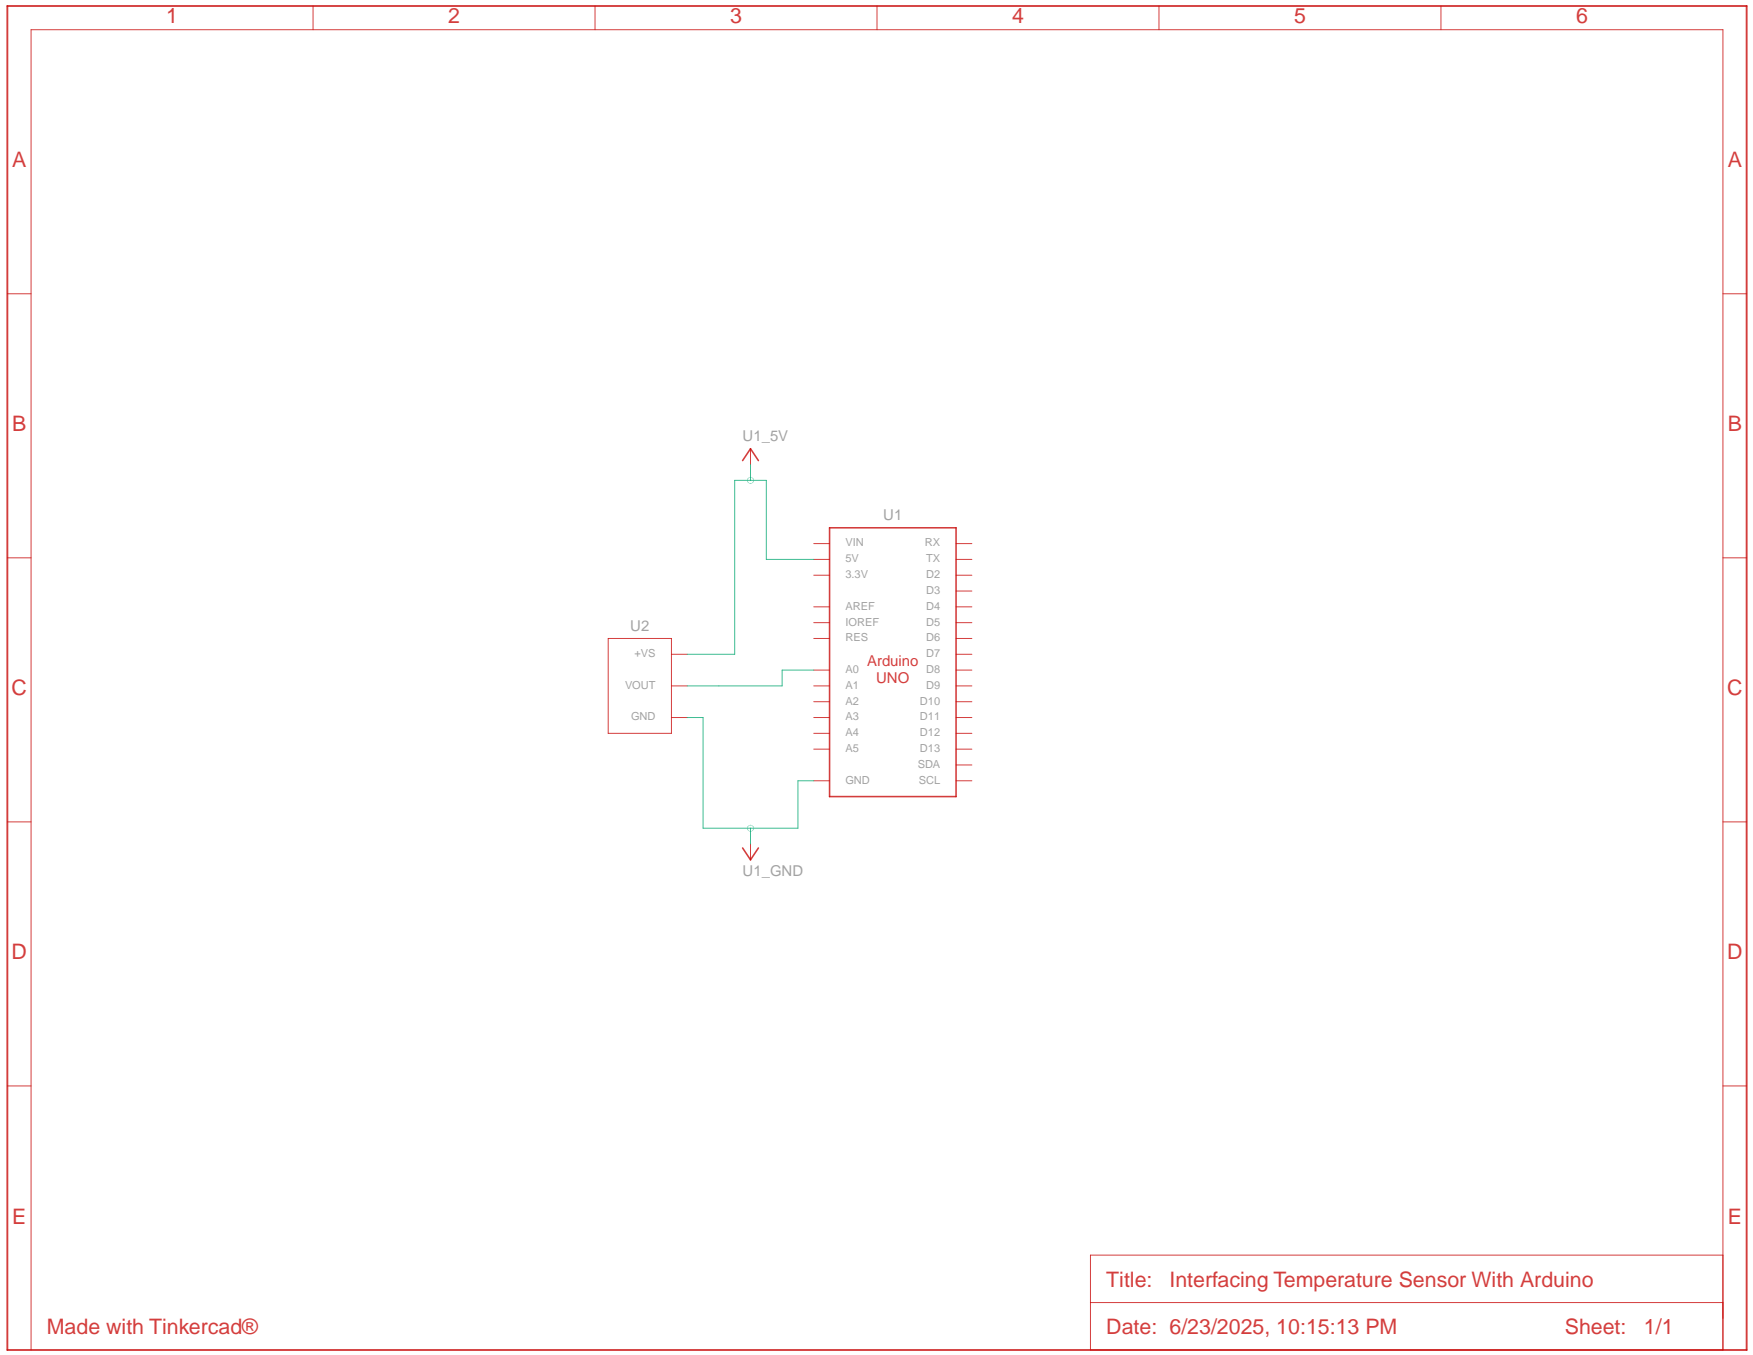 1 2 3 4 5 6
A A
B B
U1_5V
U1
VIN RX
5V TX
3.3V D2
D3
AREF D4
IOREF D5
U2
RES D6
+VS D7
Arduino
A0 D8
UNO
VOUT A1 D9
C C
A2 D10
GND A3 D11
A4 D12
A5 D13
SDA
GND SCL
U1_GND
D D
E E
Title: Interfacing Temperature Sensor With Arduino
Made with Tinkercad®
Date: 6/23/2025, 10:15:13 PM Sheet: 1/1